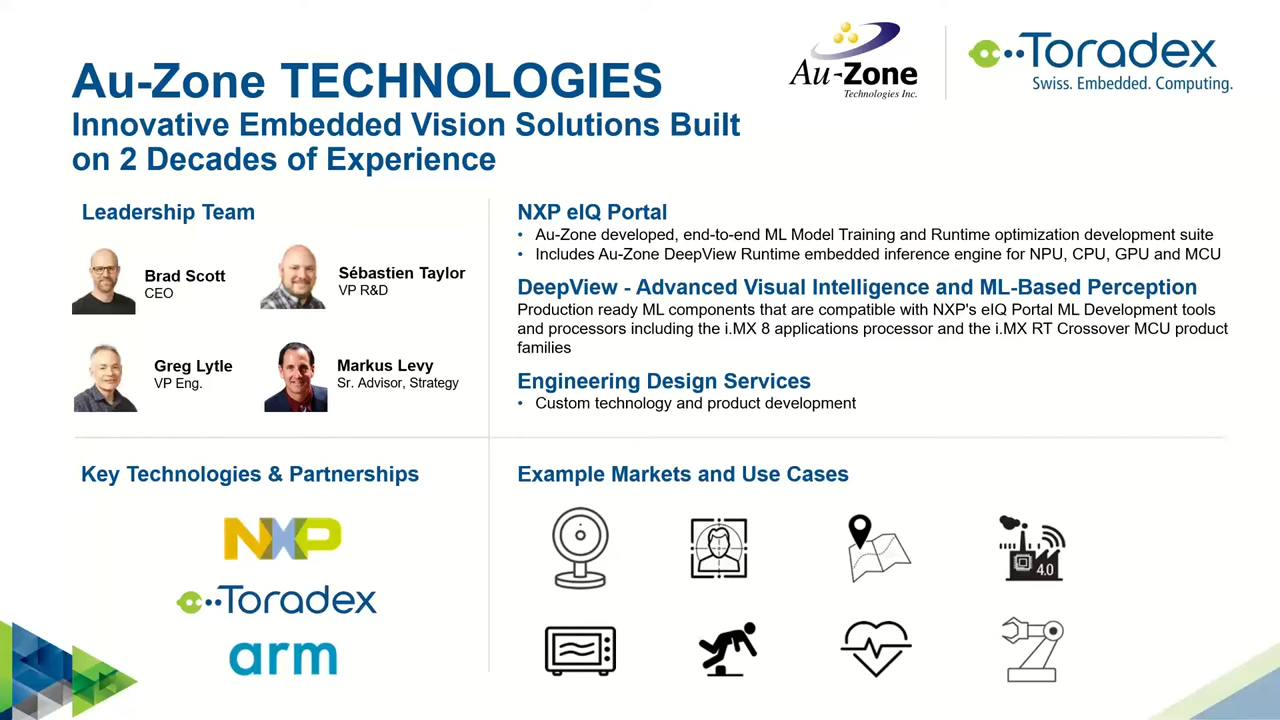 Au-Zone
Technologies Inc.
Toradex
Swiss. Embedded. Computing.
Au-Zone TECHNOLOGIES
Innovative Embedded Vision Solutions Built
on 2 Decades of Experience
Leadership Team
Brad Scott
CEO
Sébastien Taylor
VP R&D
Greg Lytle
VP Eng.
Markus Levy
Sr. Advisor, Strategy
NXP eIQ Portal
• Au-Zone developed, end-to-end ML Model Training and Runtime optimization development suite
• Includes Au-Zone DeepView Runtime embedded inference engine for NPU, CPU, GPU and MCU
DeepView - Advanced Visual Intelligence and ML-Based Perception
Production ready ML components that are compatible with NXP's eIQ Portal ML Development tools
and processors including the i.MX 8 applications processor and the i.MX RT Crossover MCU product
families
Engineering Design Services
• Custom technology and product development
Key Technologies & Partnerships
NXP
Toradex
arm
Example Markets and Use Cases
4.0